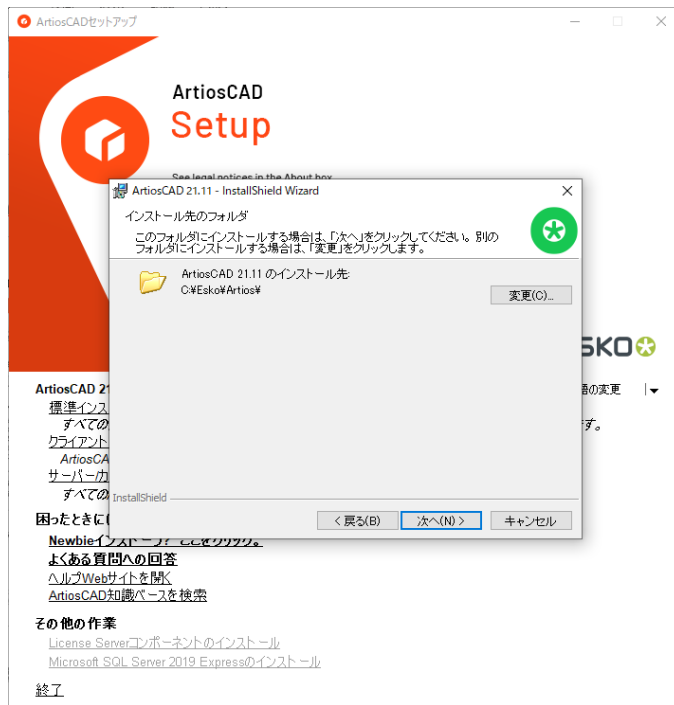 ArtiosCADセットアップ
ArtiosCAD
Setup
See legal notices in the About box
ArtiosCAD 21.11 - InstallShield Wizard
インストール先のフォルダ
このフォルダにインストールする場合は、「次へ」をクリックしてください。別の
フォルダにインストールする場合は、「変更」をクリックします。
ArtiosCAD 21.11 のインストール先:
C:¥Esko¥Artios¥
変更(C)...
InstallShield
< 戻る(B)
次へ(N) >
キャンセル
ArtiosCAD 21
の変更
標準インス
すべての
す。
クライアント
ArtiosCA
サーバーカ
すべての
困ったときに
Newbieインストーラ? ここをクリック。
よくある質問への回答
ヘルプWebサイトを開く
ArtiosCAD知識ベースを検索
その他の作業
License Serverコンポーネントのインストール
Microsoft SQL Server 2019 Expressのインストール
終了